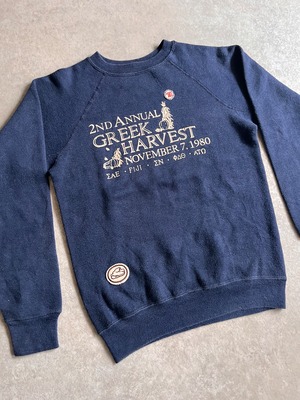 2ND ANNUAL
GREEK
HARVEST
NOVEMBER 7, 1980
ΣΑΕ · FIJI · ΣΝ · ΦΔΘ · ΑΤΩ